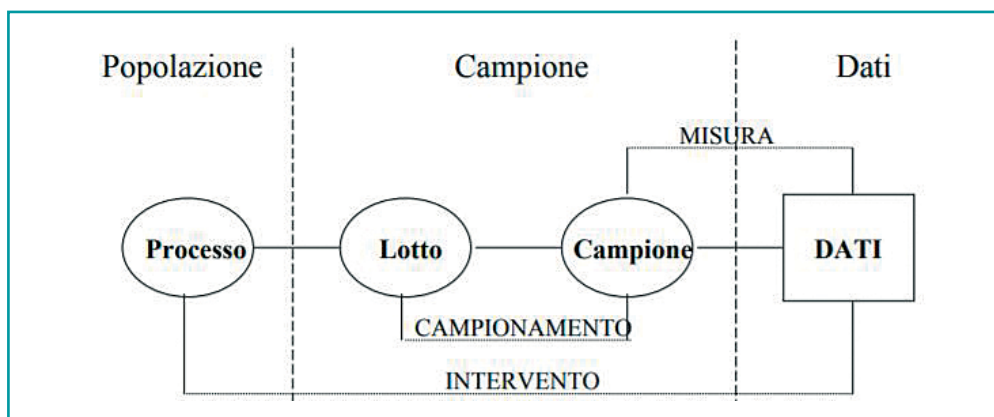 Popolazione Campione Dati
MISURA
Processo Lotto Campione DATI
CAMPIONAMENTO
INTERVENTO